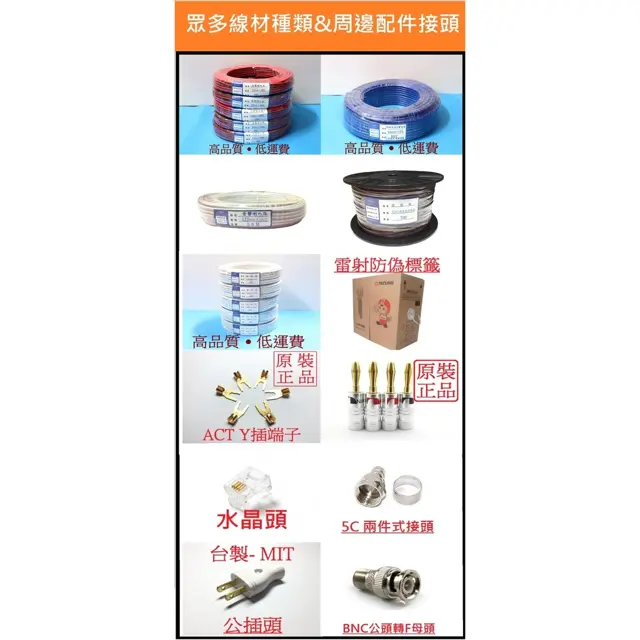 眾多線材種類&周邊配件接頭
高品質•低運費
高品質•低運費
雷射防偽標籤
高品質•低運費
原裝
正品
原裝
正品
ACT Y插端子
水晶頭
5C 兩件式接頭
台製- MIT
公插頭
BNC公頭轉F母頭